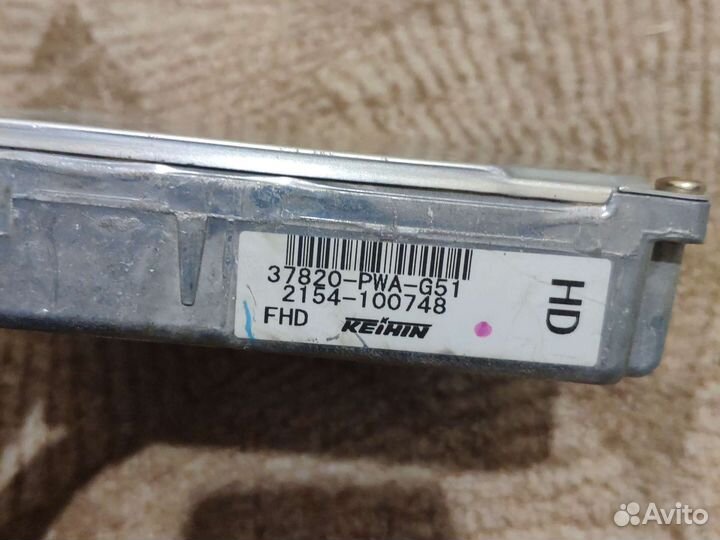 37820-PWA-G51
2154-100748
FHD KEIHIN
HD
Avito